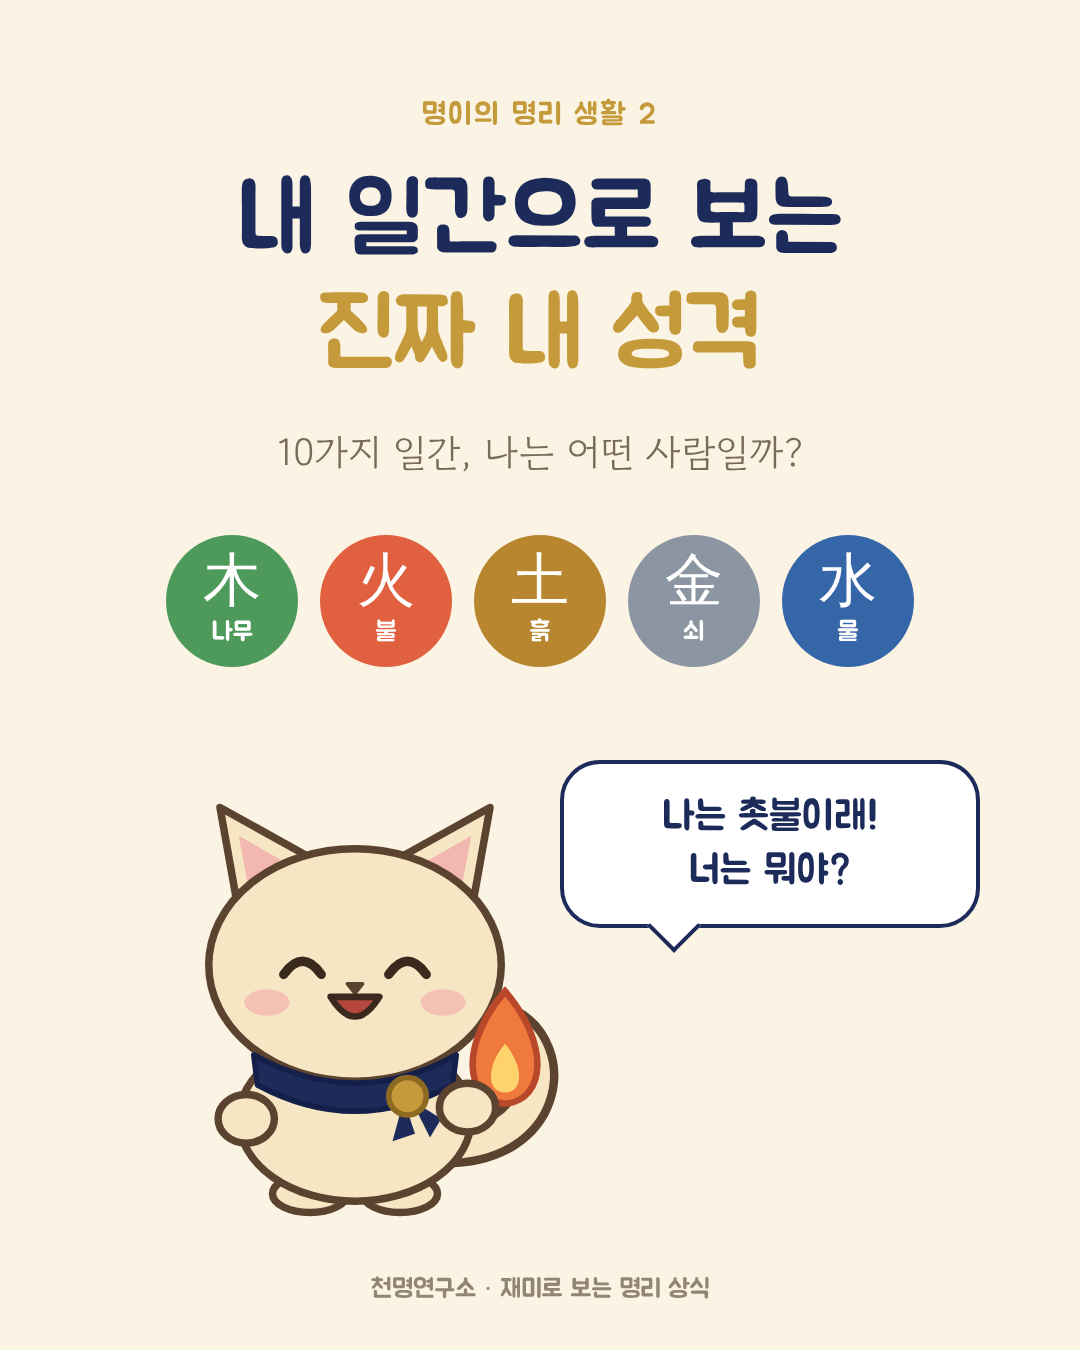 명이의 명리 생활 2
내 일간으로 보는
진짜 내 성격
10가지 일간, 나는 어떤 사람일까?
木 火 土 金 水
나무 불 흙 쇠 물
나는 촛불이래!
너는 뭐야?
천명연구소 · 재미로 보는 명리 상식